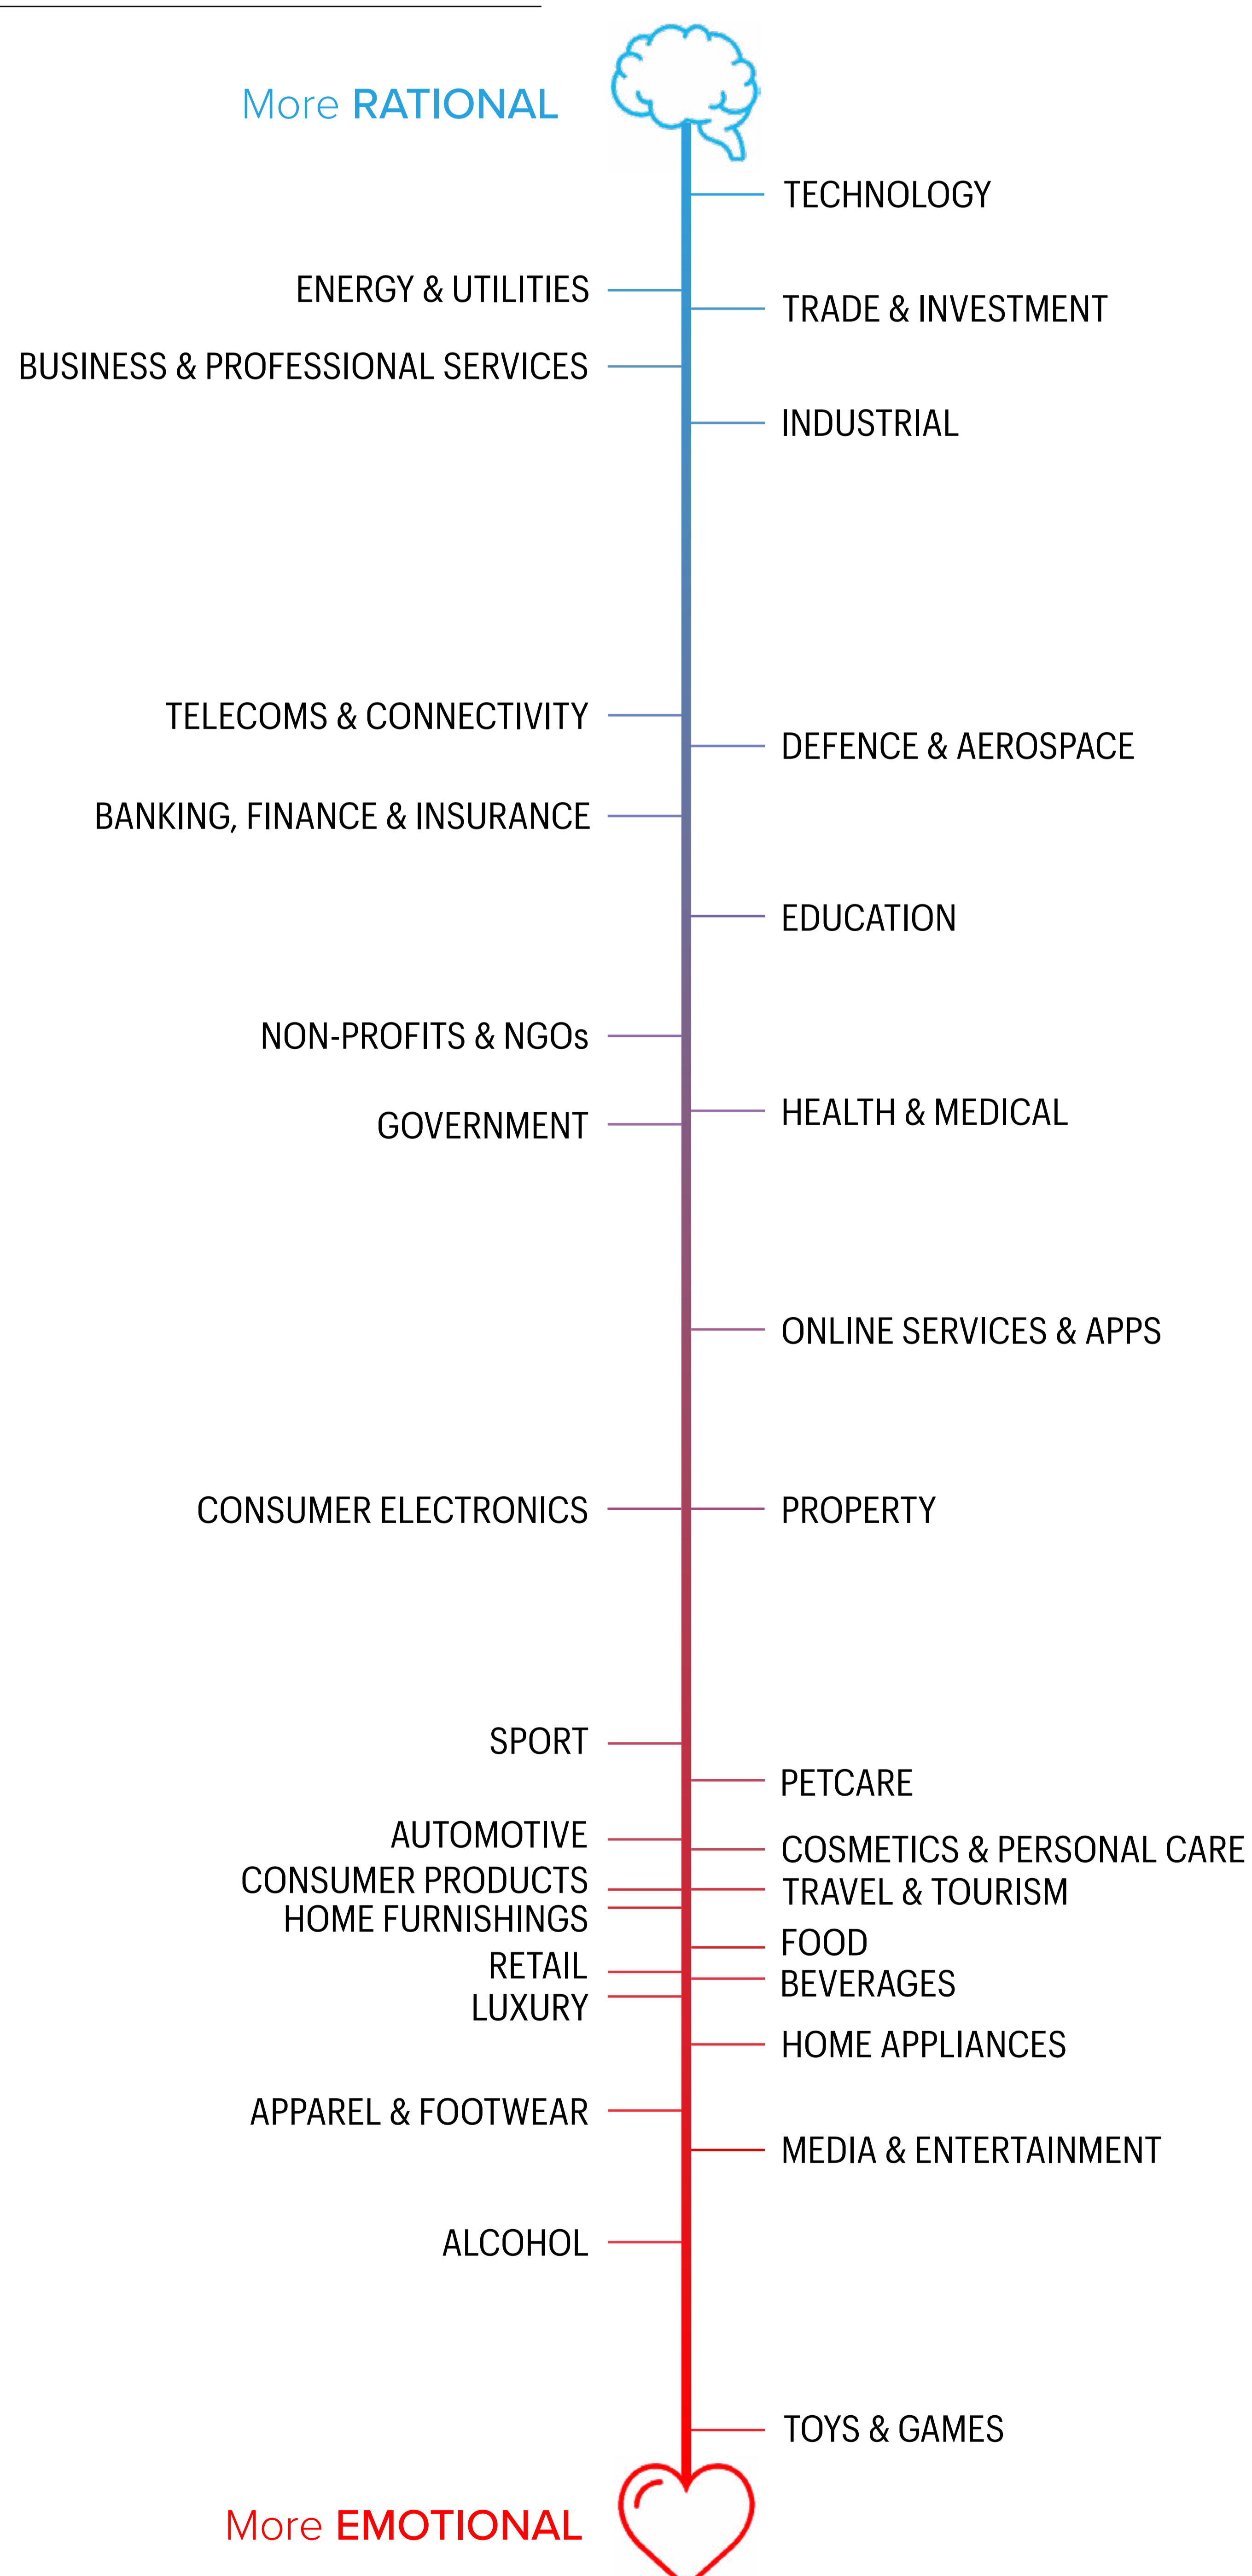 More RATIONAL
TECHNOLOGY
ENERGY & UTILITIES
TRADE & INVESTMENT
BUSINESS & PROFESSIONAL SERVICES
INDUSTRIAL
TELECOMS & CONNECTIVITY
DEFENCE & AEROSPACE
BANKING, FINANCE & INSURANCE
EDUCATION
NON-PROFITS & NGOs
HEALTH & MEDICAL
GOVERNMENT
ONLINE SERVICES & APPS
CONSUMER ELECTRONICS
PROPERTY
SPORT
PETCARE
AUTOMOTIVE
COSMETICS & PERSONAL CARE
CONSUMER PRODUCTS
TRAVEL & TOURISM
HOME FURNISHINGS
FOOD
RETAIL
BEVERAGES
LUXURY
HOME APPLIANCES
APPAREL & FOOTWEAR
MEDIA & ENTERTAINMENT
ALCOHOL
TOYS & GAMES
More EMOTIONAL